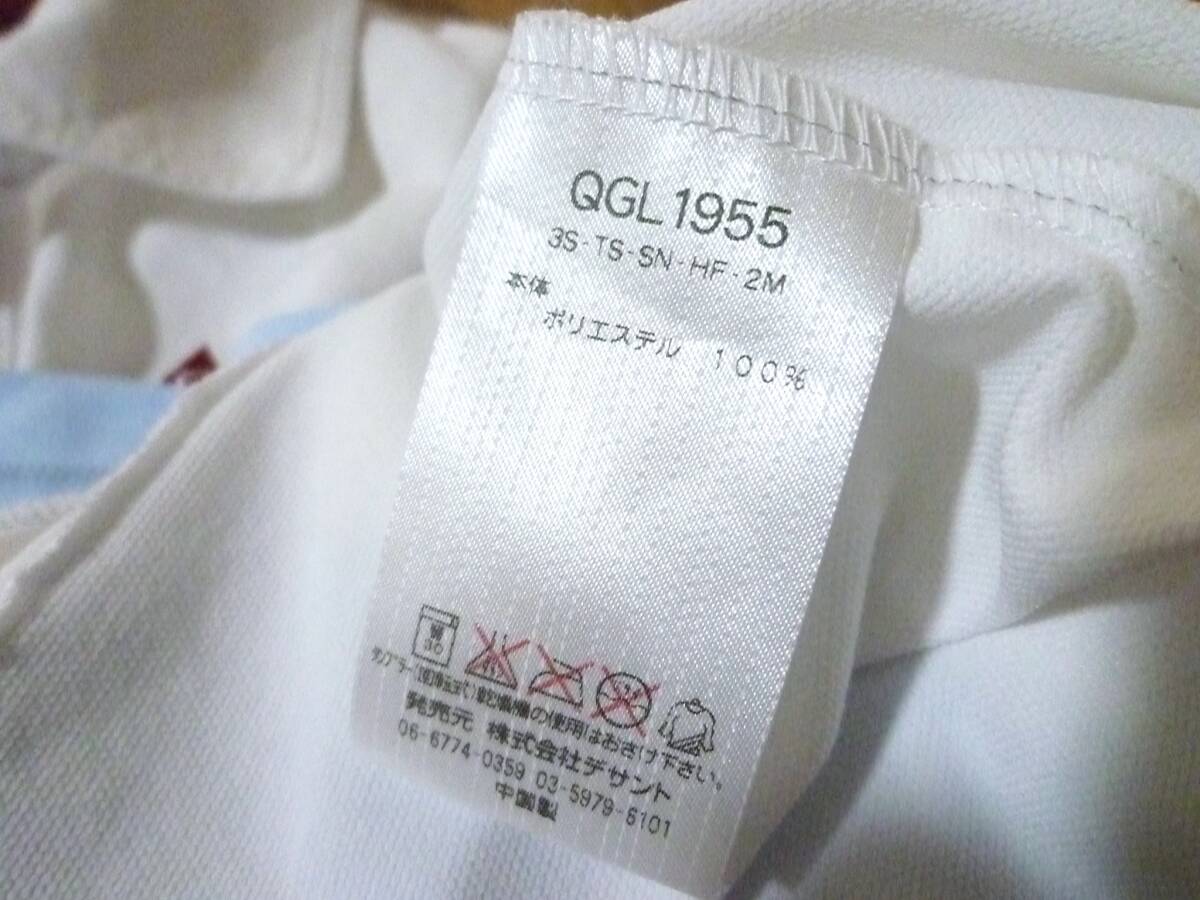 QGL1955
3S-TS-SN-HF-2M
本体
ポリエステル 100%
弱
30
タンブラー(回転式)乾燥機の使用はおさけ下さい。
発売元 株式会社デサント
06-6774-0359 03-5979-6101
中国製